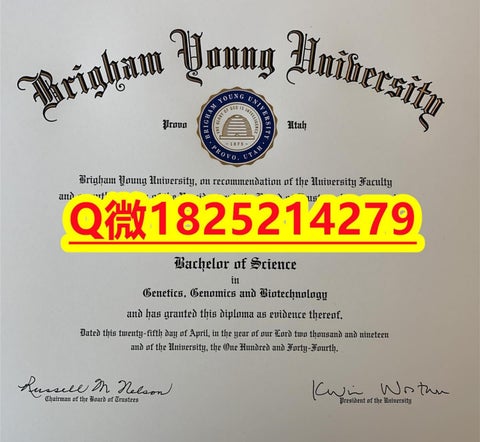 Brigham Young University
Provo Utah
BRIGHAM YOUNG UNIVERSITY
1875
PROVO, UTAH
Brigham Young University, on recommendation of the University Faculty
and of the
Q微1825214279
Bachelor of Science
in
Genetics, Genomics and Biotechnology
and has granted this diploma as evidence thereof.
Dated this twenty-fifth day of April, in the year of our Lord two thousand and nineteen
and of the University, the One Hundred and Forty-Fourth.
Russell M. Nelson
Chairman of the Board of Trustees
President of the University